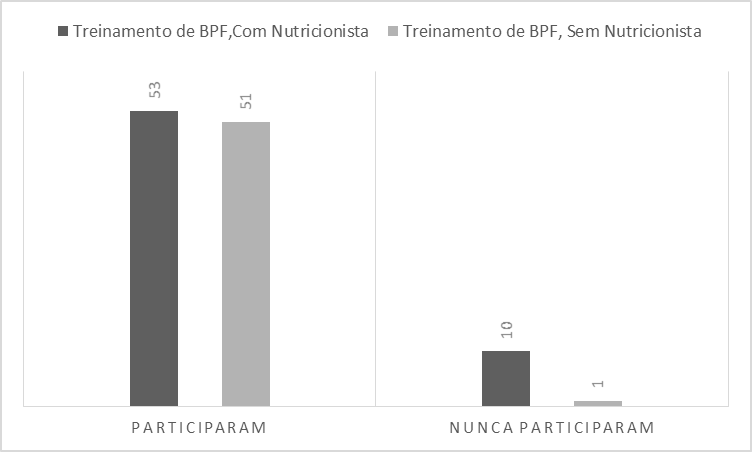 Treinamento de BPF,Com Nutricionista Treinamento de BPF, Sem Nutricionista
53
51
10
1
PARTICIPARAM NUNCA PARTICIPARAM